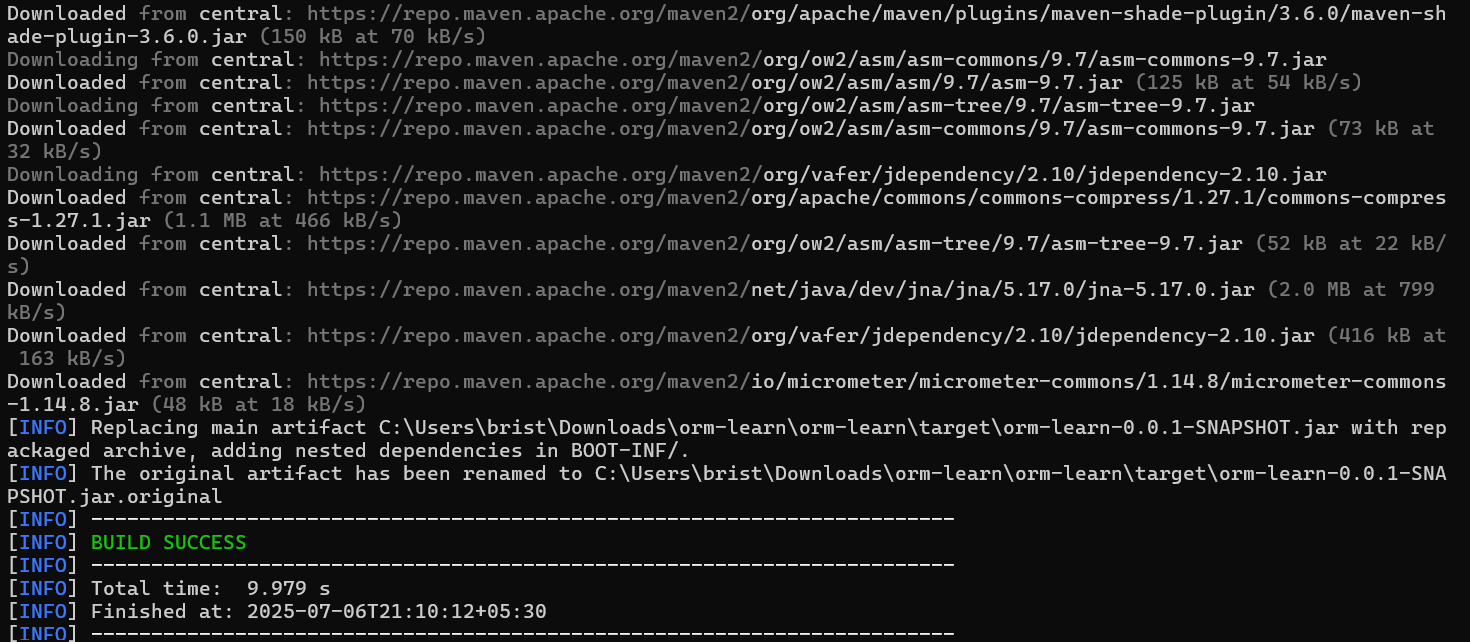 Downloaded from central: https://repo.maven.apache.org/maven2/org/apache/maven/plugins/maven-shade-plugin/3.6.0/maven-sh
ade-plugin-3.6.0.jar (150 kB at 70 kB/s)
Downloading from central: https://repo.maven.apache.org/maven2/org/ow2/asm/asm-commons/9.7/asm-commons-9.7.jar
Downloaded from central: https://repo.maven.apache.org/maven2/org/ow2/asm/asm/9.7/asm-9.7.jar (125 kB at 54 kB/s)
Downloading from central: https://repo.maven.apache.org/maven2/org/ow2/asm/asm-tree/9.7/asm-tree-9.7.jar
Downloaded from central: https://repo.maven.apache.org/maven2/org/ow2/asm/asm-commons/9.7/asm-commons-9.7.jar (73 kB at
32 kB/s)
Downloading from central: https://repo.maven.apache.org/maven2/org/vafer/jdependency/2.10/jdependency-2.10.jar
Downloaded from central: https://repo.maven.apache.org/maven2/org/apache/commons/commons-compress/1.27.1/commons-compres
s-1.27.1.jar (1.1 MB at 466 kB/s)
Downloaded from central: https://repo.maven.apache.org/maven2/org/ow2/asm/asm-tree/9.7/asm-tree-9.7.jar (52 kB at 22 kB/
s)
Downloaded from central: https://repo.maven.apache.org/maven2/net/java/dev/jna/jna/5.17.0/jna-5.17.0.jar (2.0 MB at 799
kB/s)
Downloaded from central: https://repo.maven.apache.org/maven2/org/vafer/jdependency/2.10/jdependency-2.10.jar (416 kB at
 163 kB/s)
Downloaded from central: https://repo.maven.apache.org/maven2/io/micrometer/micrometer-commons/1.14.8/micrometer-commons
-1.14.8.jar (48 kB at 18 kB/s)
[INFO] Replacing main artifact C:\Users\brist\Downloads\orm-learn\orm-learn\target\orm-learn-0.0.1-SNAPSHOT.jar with rep
ackaged archive, adding nested dependencies in BOOT-INF/.
[INFO] The original artifact has been renamed to C:\Users\brist\Downloads\orm-learn\orm-learn\target\orm-learn-0.0.1-SNA
PSHOT.jar.original
[INFO] ------------------------------------------------------------------------
[INFO] BUILD SUCCESS
[INFO] ------------------------------------------------------------------------
[INFO] Total time:  9.979 s
[INFO] Finished at: 2025-07-06T21:10:12+05:30
[INFO] ------------------------------------------------------------------------